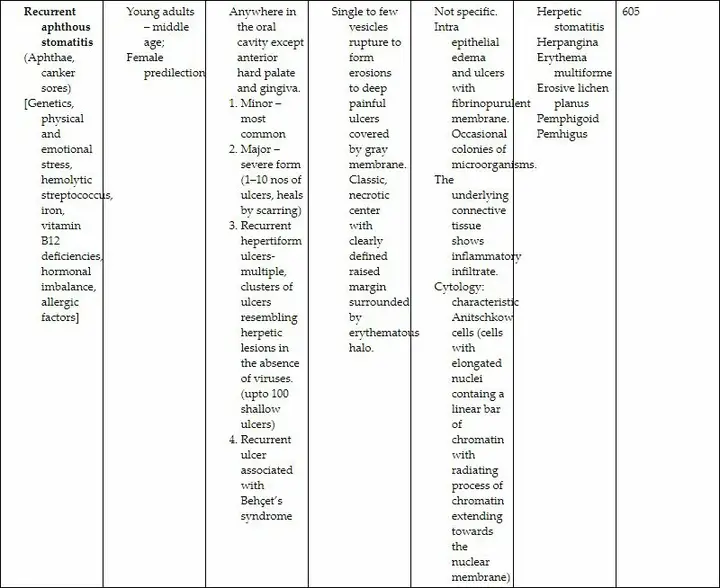 Recurrent
aphthous
stomatitis
(Aphthae,
canker
sores)
[Genetics,
physical
and
emotional
stress,
hemolytic
streptococcus,
iron,
vitamin
B12
deficiencies,
hormonal
imbalance,
allergic
factors]
Young adults
– middle
age;
Female
predilection
Anywhere in
the oral
cavity except
anterior
hard palate
and gingiva.
1. Minor –
most
common
2. Major –
severe form
(1–10 nos of
ulcers, heals
by scarring)
3. Recurrent
hepertiform
ulcers-
multiple,
clusters of
ulcers
resembling
herpetic
lesions in
the absence
of viruses.
(upto 100
shallow
ulcers)
4. Recurrent
ulcer
associated
with
Behçet's
syndrome
Single to few
vesicles
rupture to
form
erosions
to deep
painful
ulcers
covered
by gray
membrane.
Classic,
necrotic
center
with
clearly
defined
raised
margin
surrounded
by
erythematous
halo.
Not specific.
Intra
epithelial
edema
and ulcers
with
fibrinopurulent
membrane.
Occasional
colonies of
microorganisms.
The
underlying
connective
tissue
shows
inflammatory
infiltrate.
Cytology:
characteristic
Anitschkow
cells (cells
with
elongated
nuclei
containg a
linear bar
of
chromatin
with
radiating
process of
chromatin
extending
towards
the
nuclear
membrane)
Herpetic
stomatitis
Herpangina
Erythema
multiforme
Erosive lichen
planus
Pemphigoid
Pemhigus
605